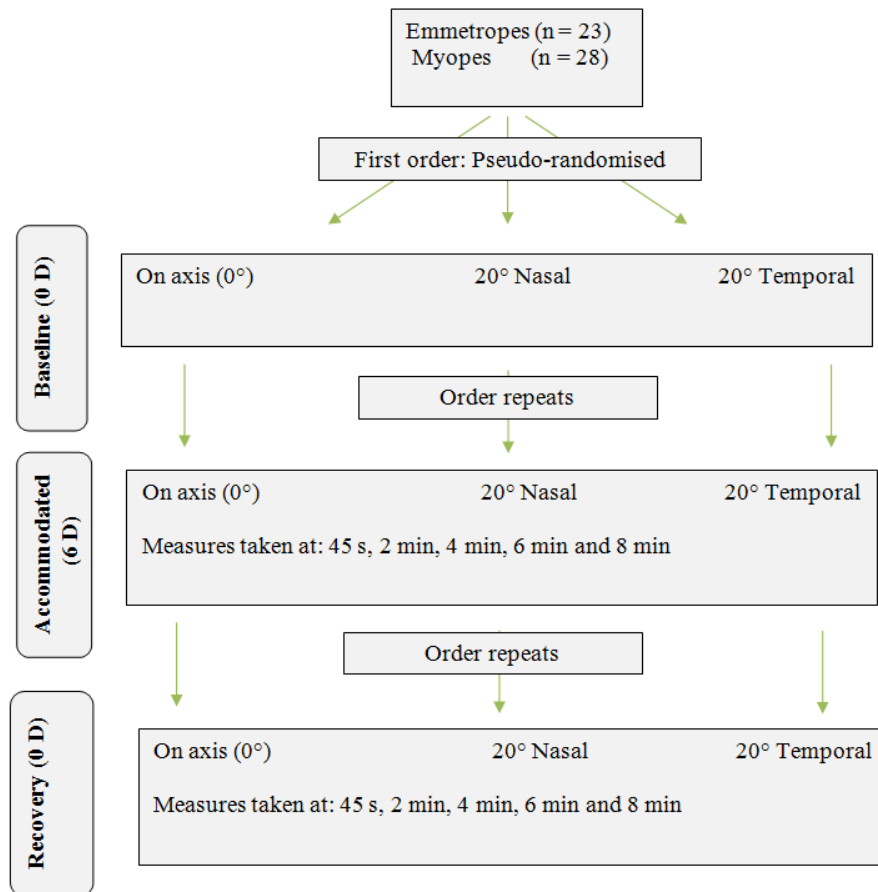 Emmetropes (n = 23)
Myopes (n = 28)
First order: Pseudo-randomised
Baseline (0 D)
On axis (0°) 20° Nasal 20° Temporal
Order repeats
Accommodated
(6 D)
On axis (0°) 20° Nasal 20° Temporal
Measures taken at: 45 s, 2 min, 4 min, 6 min and 8 min
Order repeats
Recovery (0 D)
On axis (0°) 20° Nasal 20° Temporal
Measures taken at: 45 s, 2 min, 4 min, 6 min and 8 min